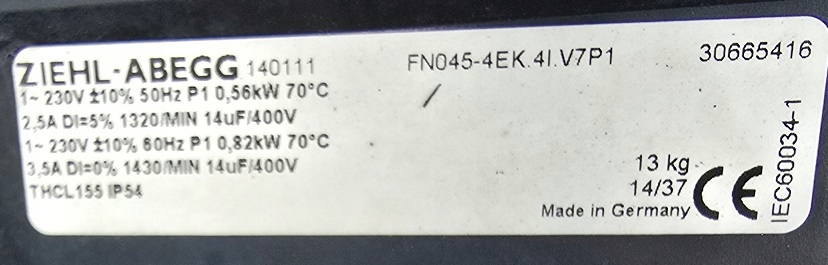 ZIEHL-ABEGG 140111 FN045-4EK.4I.V7P1 30665416
1~ 230V ±10% 50Hz P1 0,56kW 70°C /
2,5A DI=5% 1320/MIN 14uF/400V
1~ 230V ±10% 60Hz P1 0,82kW 70°C
3,5A DI=0% 1430/MIN 14uF/400V
THCL155 IP54
13 kg
14/37
Made in Germany
CE
IEC60034-1